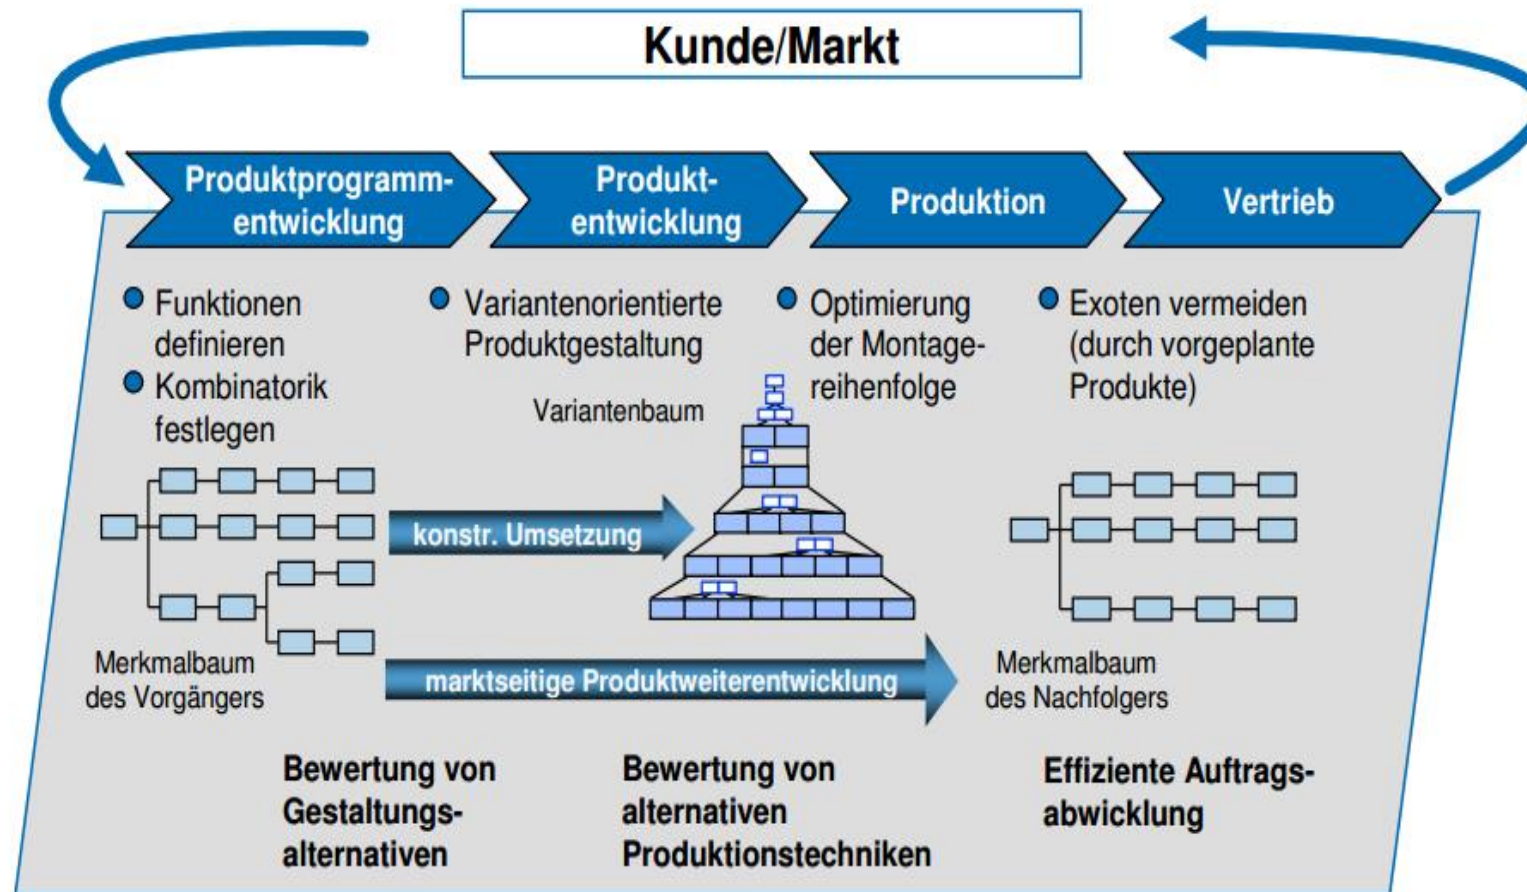 Kunde/Markt
Produktprogramm-
entwicklung
Produkt-
entwicklung
Produktion
Vertrieb
Funktionen
definieren
Kombinatorik
festlegen
Variantenorientierte
Produktgestaltung
Optimierung
der Montage-
reihenfolge
Exoten vermeiden
(durch vorgeplante
Produkte)
Variantenbaum
konstr. Umsetzung
Merkmalbaum
des Vorgängers
marktseitige Produktweiterentwicklung
Merkmalbaum
des Nachfolgers
Bewertung von
Gestaltungs-
alternativen
Bewertung von
alternativen
Produktionstechniken
Effiziente Auftrags-
abwicklung